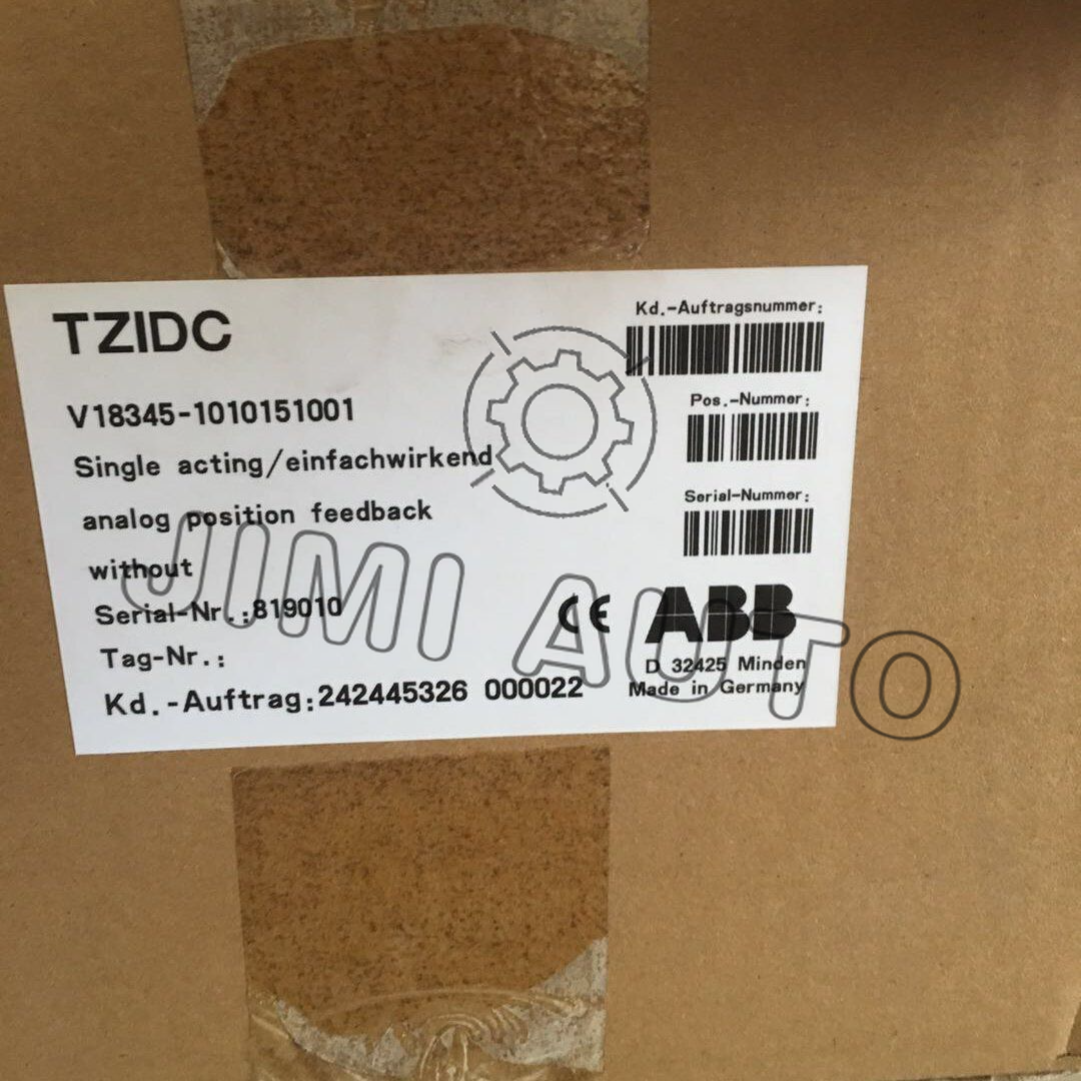 TZIDC
V18345-1010151001
Single acting/einfachwirkend
analog position feedback
without
Serial-Nr.:819010
Tag-Nr.:
Kd.-Auftrag:242445326 000022
Kd.-Auftragsnummer:
Pos.-Nummer:
Serial-Nummer:
CE ABB
D 32425 Minden
Made in Germany
JIMI AUTO